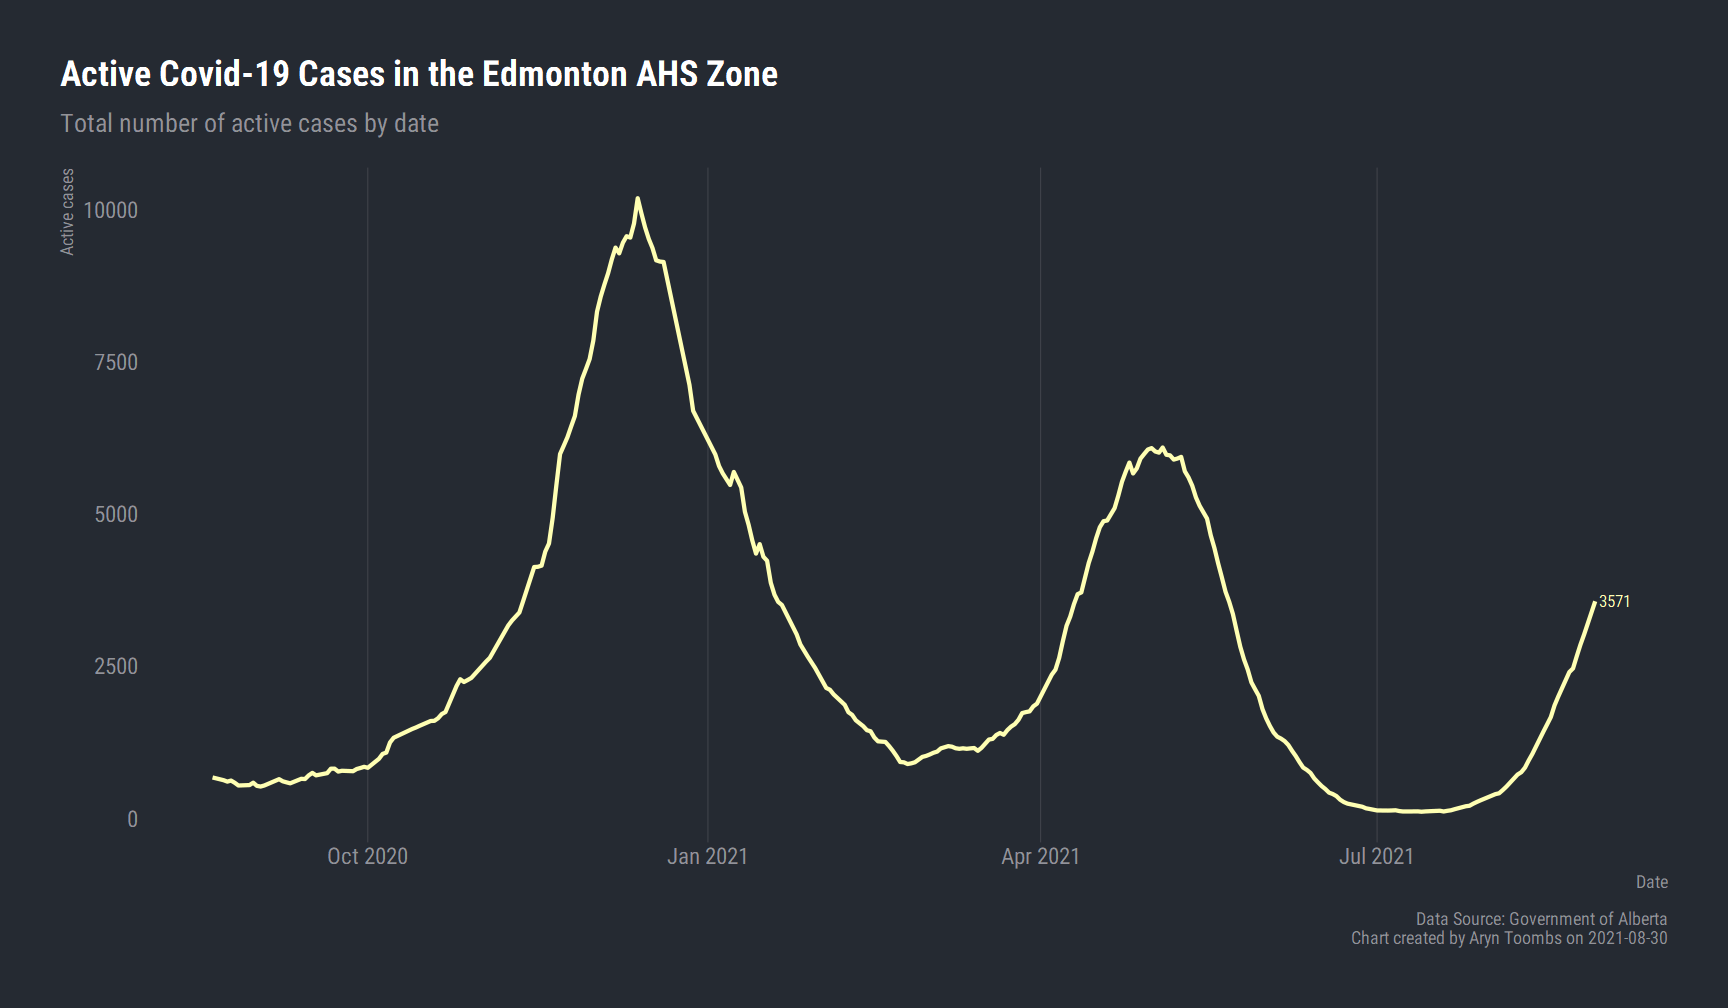 Active Covid-19 Cases in the Edmonton AHS Zone
Total number of active cases by date
Active cases
10000
7500
5000
2500
0
3571
Oct 2020
Jan 2021
Apr 2021
Jul 2021
Date
Data Source: Government of Alberta
Chart created by Aryn Toombs on 2021-08-30